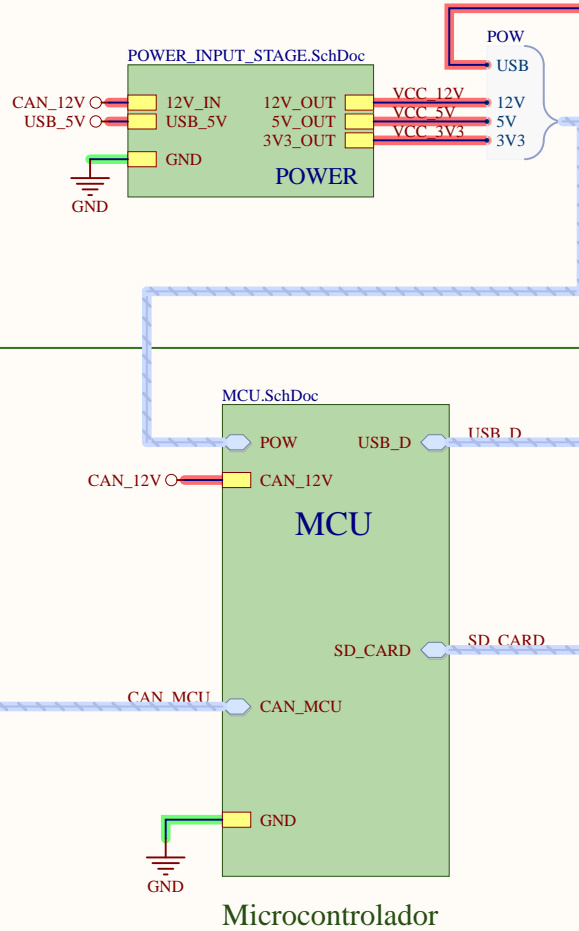 POW
USB
POWER_INPUT_STAGE.SchDoc
CAN_12V 12V_IN 12V_OUT VCC_12V 12V
USB_5V USB_5V 5V_OUT VCC_5V 5V
3V3_OUT VCC_3V3 3V3
GND
POWER
GND
MCU.SchDoc
POW USB_D USB_D
CAN_12V CAN_12V
MCU
SD_CARD SD_CARD
CAN_MCU CAN_MCU
GND
GND
Microcontrolador